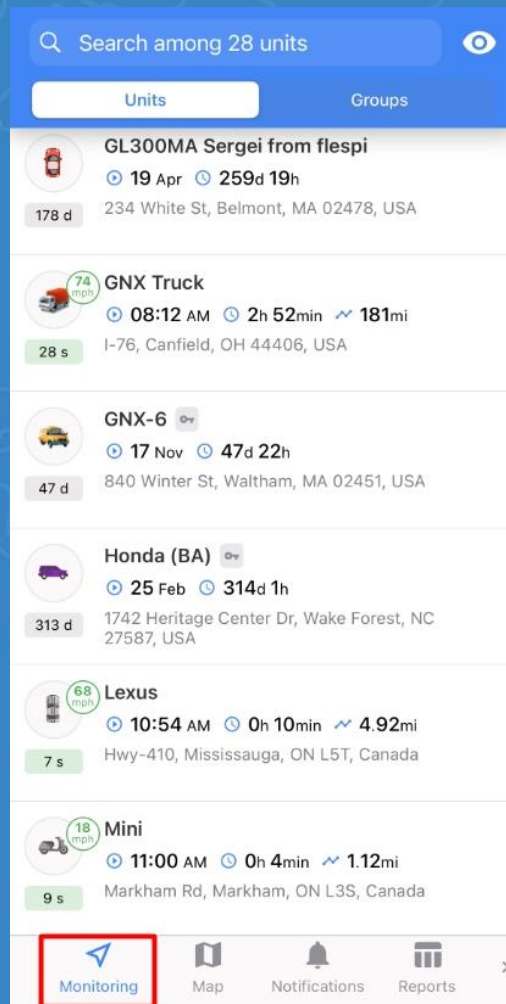 Search among 28 units
Units Groups
GL300MA Sergei from flespi
19 Apr 259d 19h
178 d
234 White St, Belmont, MA 02478, USA
74 mph
GNX Truck
08:12 AM 2h 52min 181mi
28 s
I-76, Canfield, OH 44406, USA
GNX-6
17 Nov 47d 22h
47 d
840 Winter St, Waltham, MA 02451, USA
Honda (BA)
25 Feb 314d 1h
313 d
1742 Heritage Center Dr, Wake Forest, NC
27587, USA
68 mph
Lexus
10:54 AM 0h 10min 4.92mi
7 s
Hwy-410, Mississauga, ON L5T, Canada
18 mph
Mini
11:00 AM 0h 4min 1.12mi
9 s
Markham Rd, Markham, ON L3S, Canada
Monitoring Map Notifications Reports